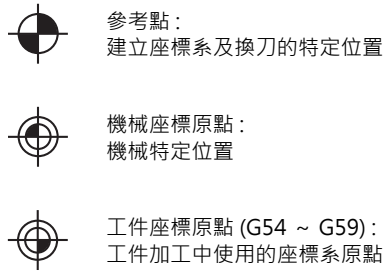 參考點 :
建立座標系及換刀的特定位置
機械座標原點 :
機械特定位置
工件座標原點 (G54 ~ G59) :
工件加工中使用的座標系原點